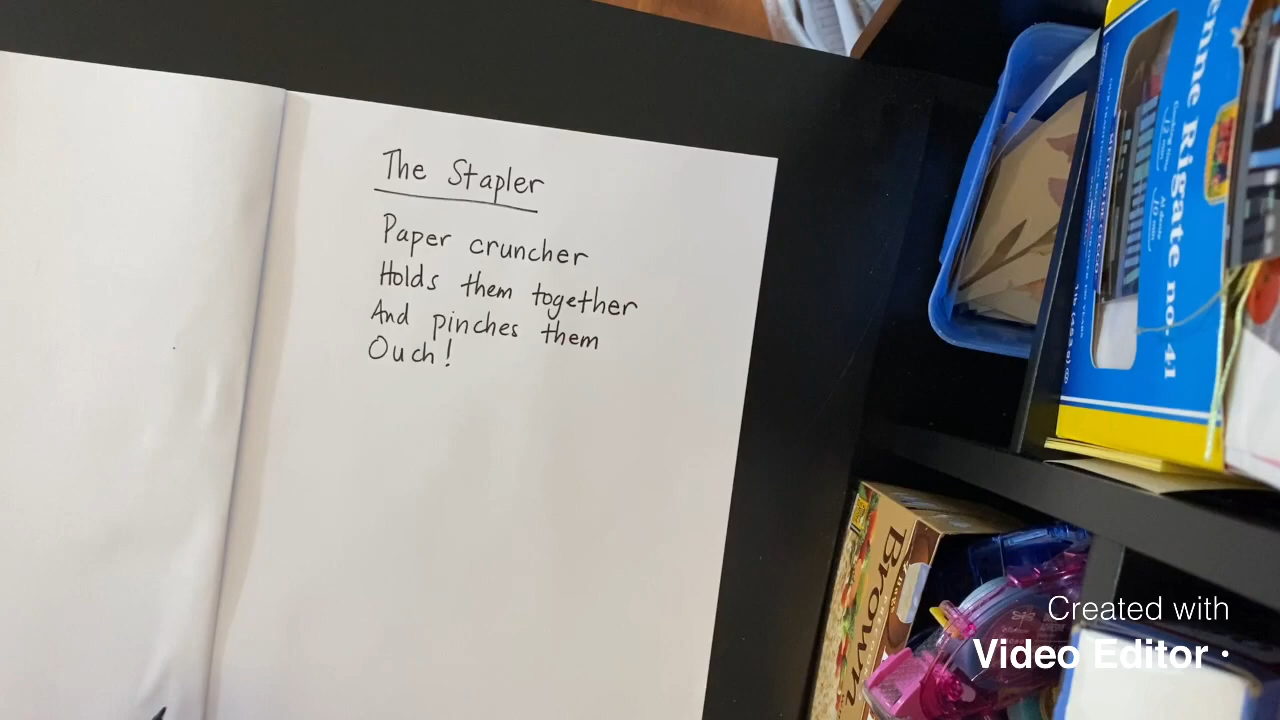 The Stapler
Paper cruncher
Holds them together
And pinches them
Ouch!
enne Rigate no. 41
Brown
Created with
Video Editor